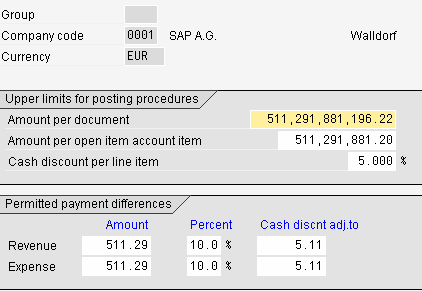 Group
Company code 0001 SAP A.G. Walldorf
Currency EUR
Upper limits for posting procedures
Amount per document 511,291,881,196.22
Amount per open item account item 511,291,881.20
Cash discount per line item 5.000 %
Permitted payment differences
Amount Percent Cash discnt adj.to
Revenue 511.29 10.0 % 5.11
Expense 511.29 10.0 % 5.11